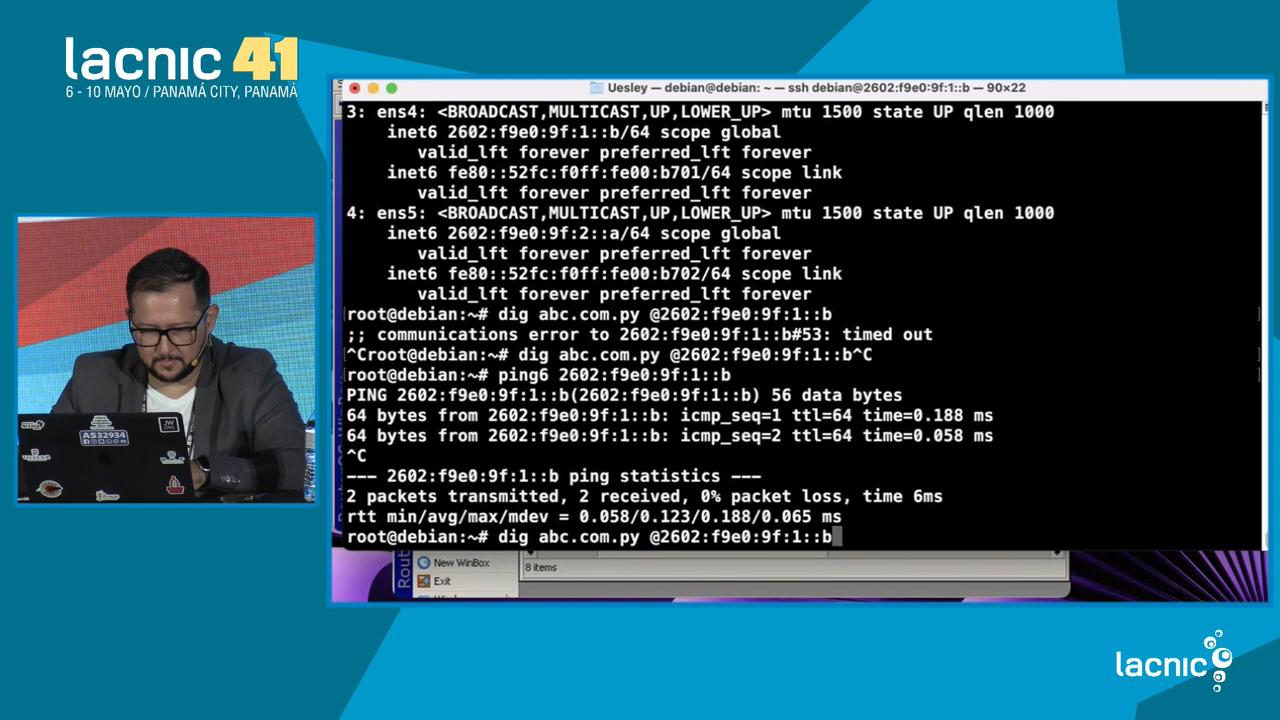 lacnic 41
6 - 10 MAYO / PANAMÁ CITY, PANAMÁ
Uesley — debian@debian: ~ — ssh debian@2602:f9e0:9f:1::b — 90×22
3: ens4: <BROADCAST,MULTICAST,UP,LOWER_UP> mtu 1500 state UP qlen 1000
inet6 2602:f9e0:9f:1::b/64 scope global
valid_lft forever preferred_lft forever
inet6 fe80::52fc:f0ff:fe00:b701/64 scope link
valid_lft forever preferred_lft forever
4: ens5: <BROADCAST,MULTICAST,UP,LOWER_UP> mtu 1500 state UP qlen 1000
inet6 2602:f9e0:9f:2::a/64 scope global
valid_lft forever preferred_lft forever
inet6 fe80::52fc:f0ff:fe00:b702/64 scope link
valid_lft forever preferred_lft forever
root@debian:~# dig abc.com.py @2602:f9e0:9f:1::b
;; communications error to 2602:f9e0:9f:1::b#53: timed out
^Croot@debian:~# dig abc.com.py @2602:f9e0:9f:1::b^C
root@debian:~# ping6 2602:f9e0:9f:1::b
PING 2602:f9e0:9f:1::b(2602:f9e0:9f:1::b) 56 data bytes
64 bytes from 2602:f9e0:9f:1::b: icmp_seq=1 ttl=64 time=0.188 ms
64 bytes from 2602:f9e0:9f:1::b: icmp_seq=2 ttl=64 time=0.058 ms
^C
--- 2602:f9e0:9f:1::b ping statistics ---
2 packets transmitted, 2 received, 0% packet loss, time 6ms
rtt min/avg/max/mdev = 0.058/0.123/0.188/0.065 ms
root@debian:~# dig abc.com.py @2602:f9e0:9f:1::b
New WinBox
Exit
8 items
Rout
AS32934
lacnic